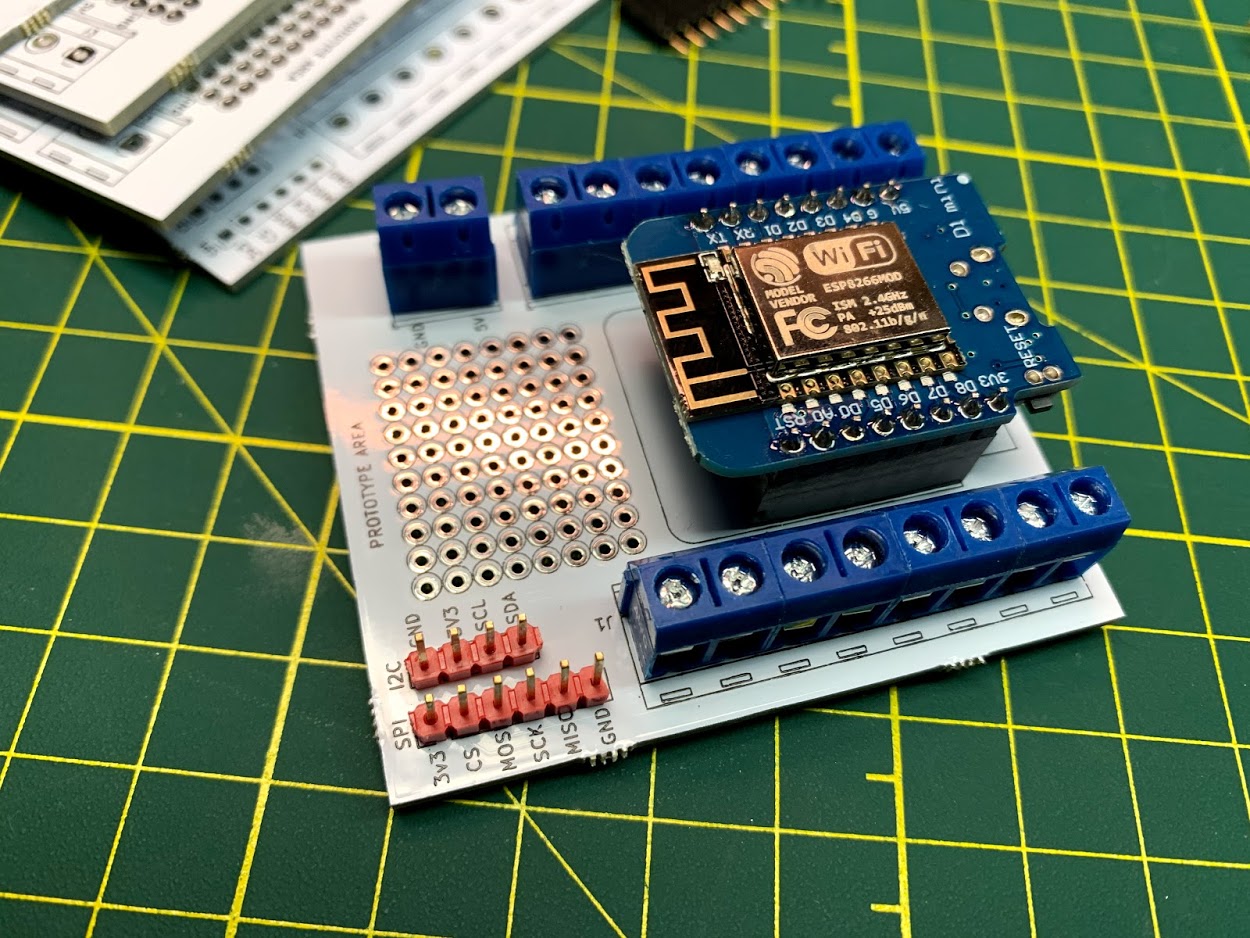 TX RX D1 D2 D3 D4 G 5V
D1 mini
WiFi
MODEL
VENDOR
ESP8266MOD
ISM 2.4GHz
PA +25dBm
802.11b/g/n
FC
RESET
RST A0 D0 D5 D6 D7 D8 3V3
GND
5V
PROTOTYPE AREA
GND 3V3 SCL SDA
I2C
J1
SPI
3v3 CS MOSI SCK MISO GND